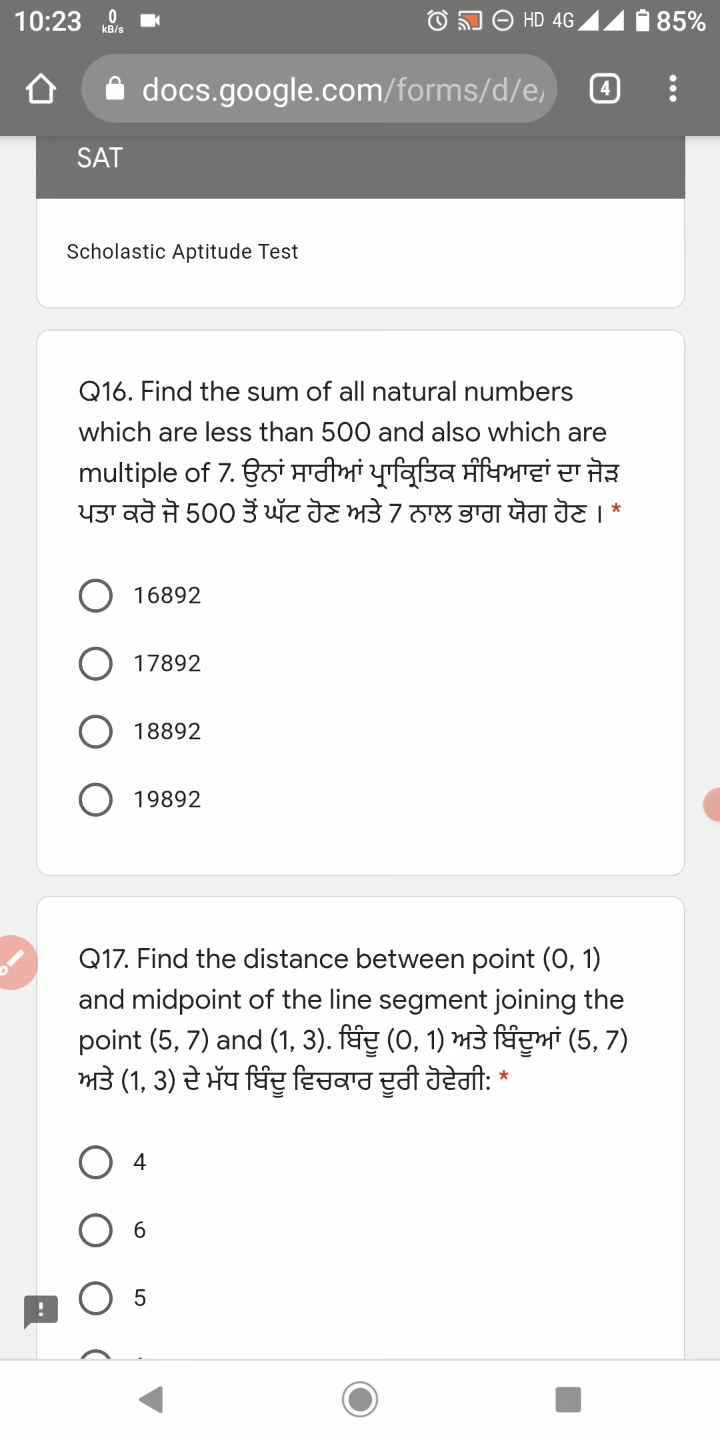 10:23 0 kB/s HD 4G 85%
docs.google.com/forms/d/e/ 4
SAT
Scholastic Aptitude Test
Q16. Find the sum of all natural numbers
which are less than 500 and also which are
multiple of 7. ਉਨਾਂ ਸਾਰੀਆਂ ਪ੍ਰਾਕ੍ਰਿਤਿਕ ਸੰਖਿਆਵਾਂ ਦਾ ਜੋੜ
ਪਤਾ ਕਰੋ ਜੋ 500 ਤੋਂ ਘੱਟ ਹੋਣ ਅਤੇ 7 ਨਾਲ ਭਾਗ ਯੋਗ ਹੋਣ । *
16892
17892
18892
19892
Q17. Find the distance between point (0, 1)
and midpoint of the line segment joining the
point (5, 7) and (1, 3). ਬਿੰਦੂ (0, 1) ਅਤੇ ਬਿੰਦੂਆਂ (5, 7)
ਅਤੇ (1, 3) ਦੇ ਮੱਧ ਬਿੰਦੂ ਵਿਚਕਾਰ ਦੂਰੀ ਹੋਵੇਗੀ: *
4
6
5